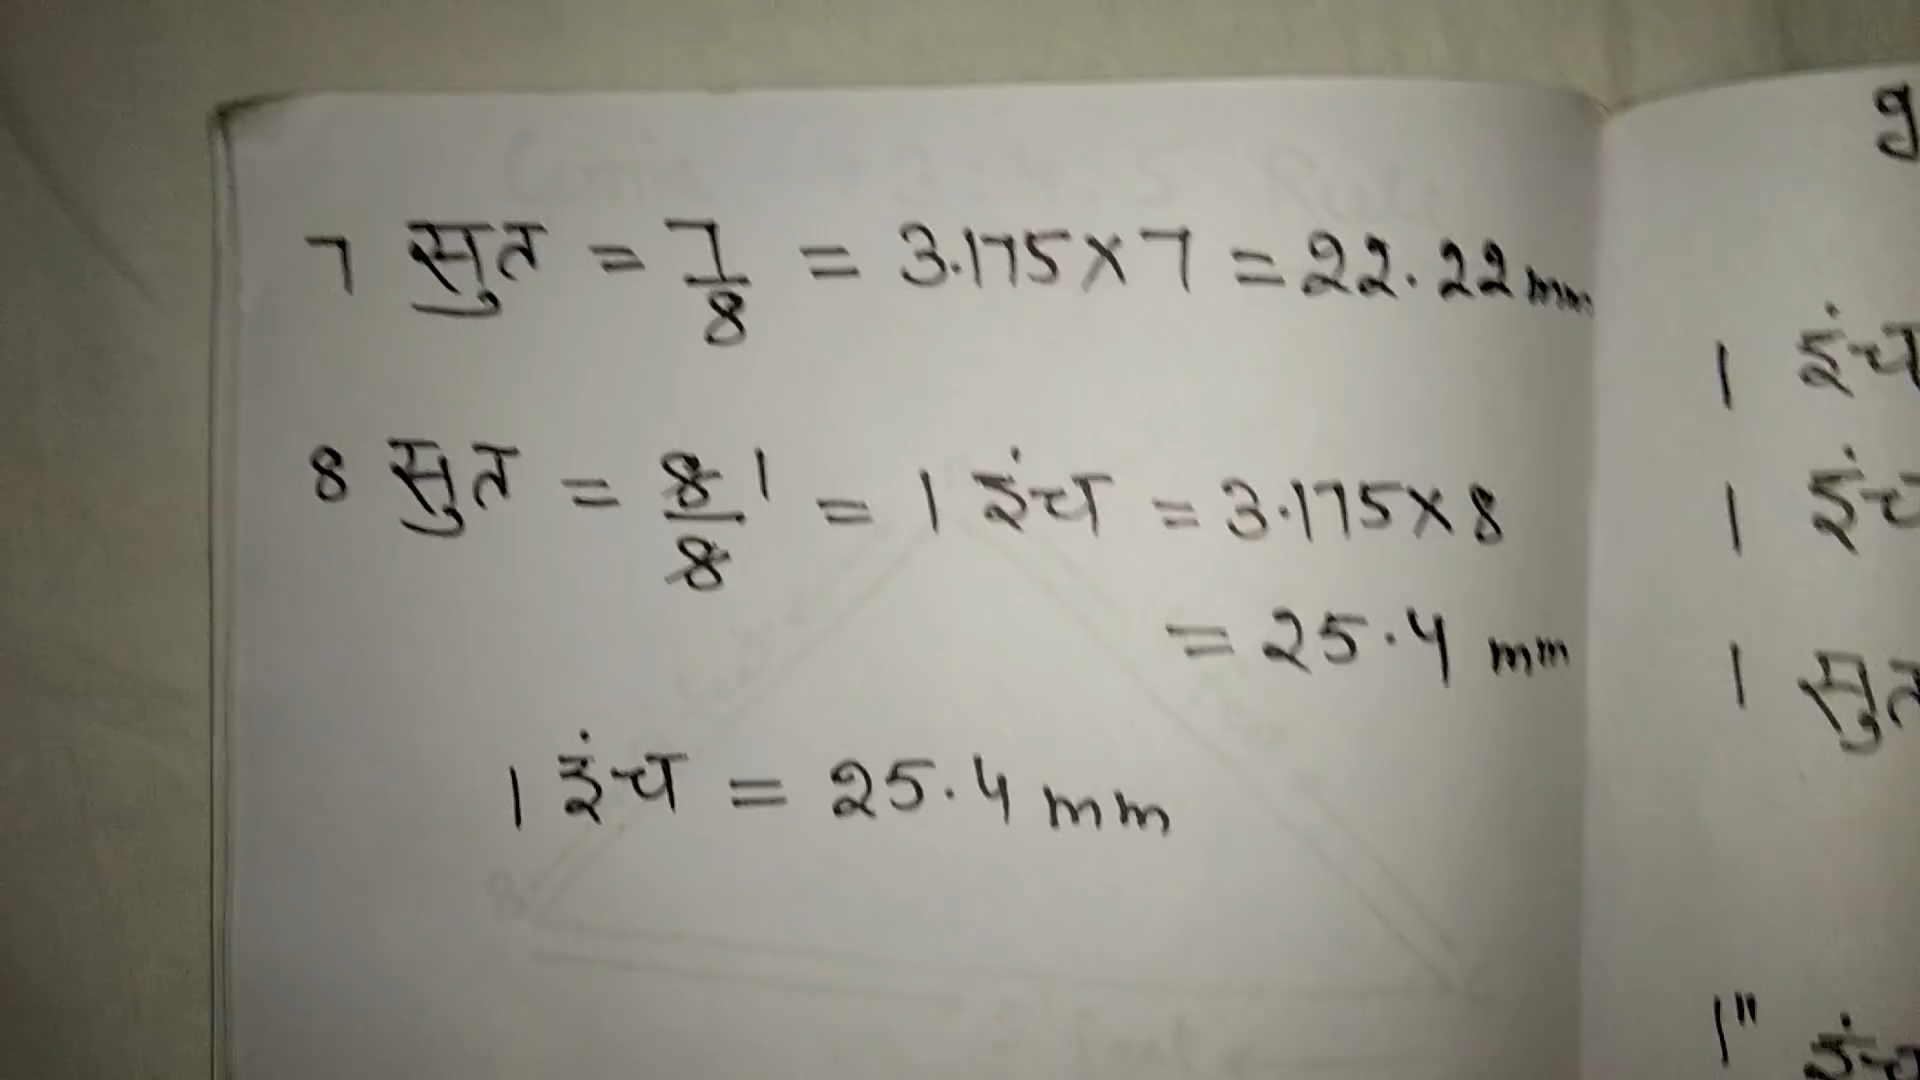 7 सुत = 7/8 = 3.175 × 7 = 22.22 mm
8 सुत = 8/8 1 = 1 इंच = 3.175 × 8
= 25.4 mm
1 इंच = 25.4 mm
1 इंच
1 इंच
1 सुत
1" इंच